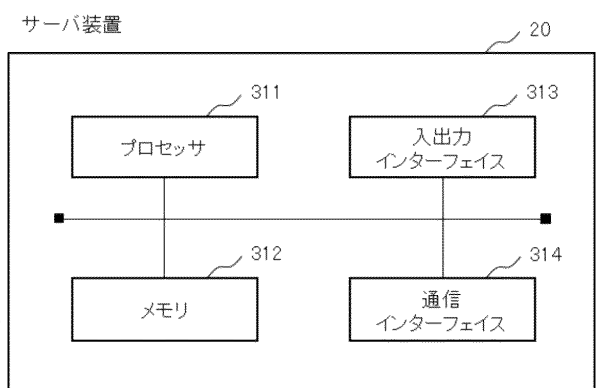 サーバ装置
20
311
プロセッサ
313
入出力
インターフェイス
312
メモリ
314
通信
インターフェイス